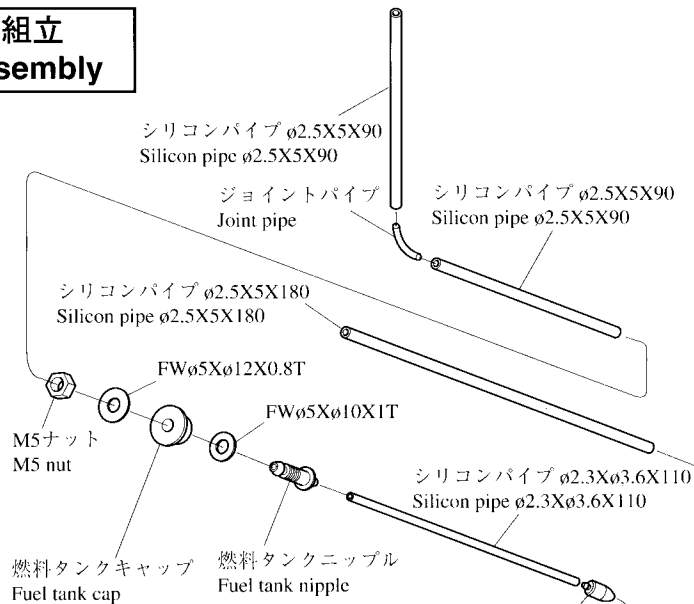 組立
sembly
シリコンパイプ ø2.5X5X90
Silicon pipe ø2.5X5X90
ジョイントパイプ
Joint pipe
シリコンパイプ ø2.5X5X90
Silicon pipe ø2.5X5X90
シリコンパイプ ø2.5X5X180
Silicon pipe ø2.5X5X180
FWø5Xø12X0.8T
FWø5Xø10X1T
M5ナット
M5 nut
シリコンパイプ ø2.3Xø3.6X110
Silicon pipe ø2.3Xø3.6X110
燃料タンクキャップ
Fuel tank cap
燃料タンクニップル
Fuel tank nipple